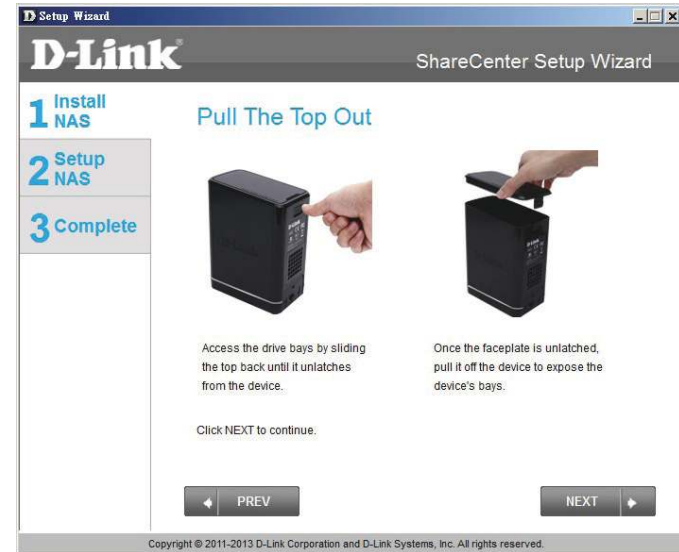 Setup Wizard
D-Link
ShareCenter Setup Wizard
1 Install
NAS
2 Setup
NAS
3 Complete
Pull The Top Out
Access the drive bays by sliding
the top back until it unlatches
from the device.
Once the faceplate is unlatched,
pull it off the device to expose the
device's bays.
Click NEXT to continue.
PREV
NEXT
Copyright © 2011-2013 D-Link Corporation and D-Link Systems, Inc. All rights reserved.